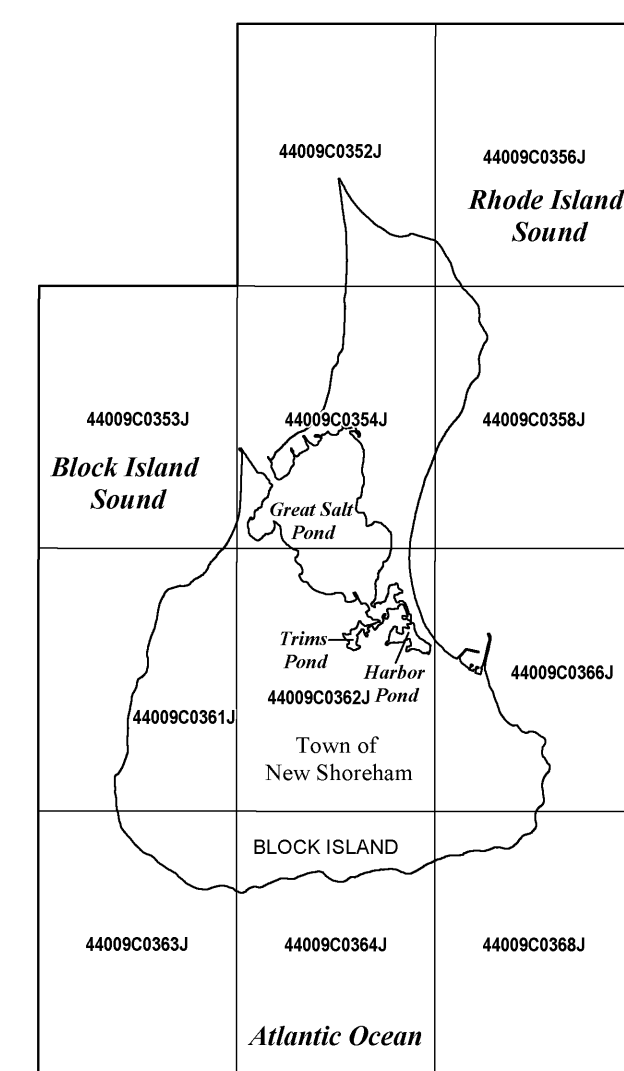 44009C0352J
44009C0356J
Rhode Island
Sound
44009C0353J
44009C0354J
44009C0358J
Block Island
Sound
Great Salt
Pond
Trims
Pond
Harbor
Pond
44009C0366J
44009C0362J
44009C0361J
Town of
New Shoreham
BLOCK ISLAND
44009C0363J
44009C0364J
44009C0368J
Atlantic Ocean